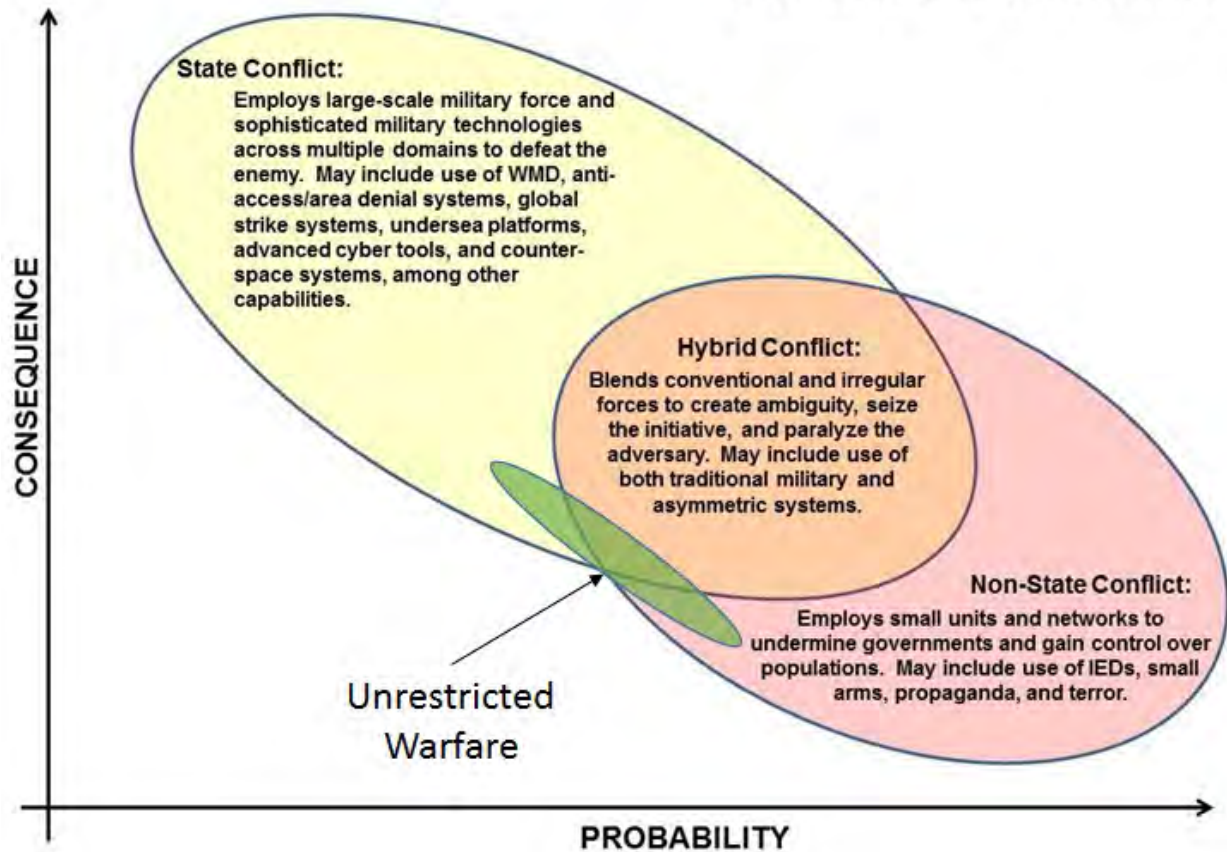 State Conflict:
Employs large-scale military force and
sophisticated military technologies
across multiple domains to defeat the
enemy. May include use of WMD, anti-
access/area denial systems, global
strike systems, undersea platforms,
advanced cyber tools, and counter-
space systems, among other
capabilities.
CONSEQUENCE
Hybrid Conflict:
Blends conventional and irregular
forces to create ambiguity, seize
the initiative, and paralyze the
adversary. May include use of
both traditional military and
asymmetric systems.
Non-State Conflict:
Employs small units and networks to
undermine governments and gain control over
populations. May include use of IEDs, small
arms, propaganda, and terror.
Unrestricted
Warfare
PROBABILITY